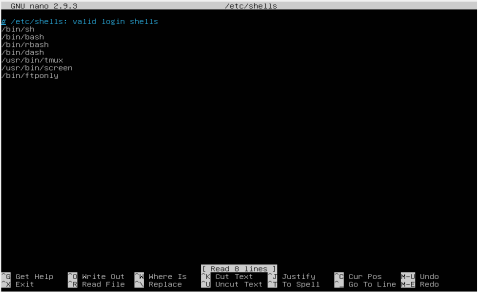 GNU nano 2.9.3 /etc/shells
# /etc/shells: valid login shells
/bin/sh
/bin/bash
/bin/rbash
/bin/dash
/usr/bin/tmux
/usr/bin/screen
/bin/ftponly
[ Read 8 lines ]
^G Get Help ^O Write Out ^W Where Is ^K Cut Text ^J Justify ^C Cur Pos M-U Undo
^X Exit ^R Read File ^\ Replace ^U Uncut Text ^T To Spell ^_ Go To Line M-E Redo